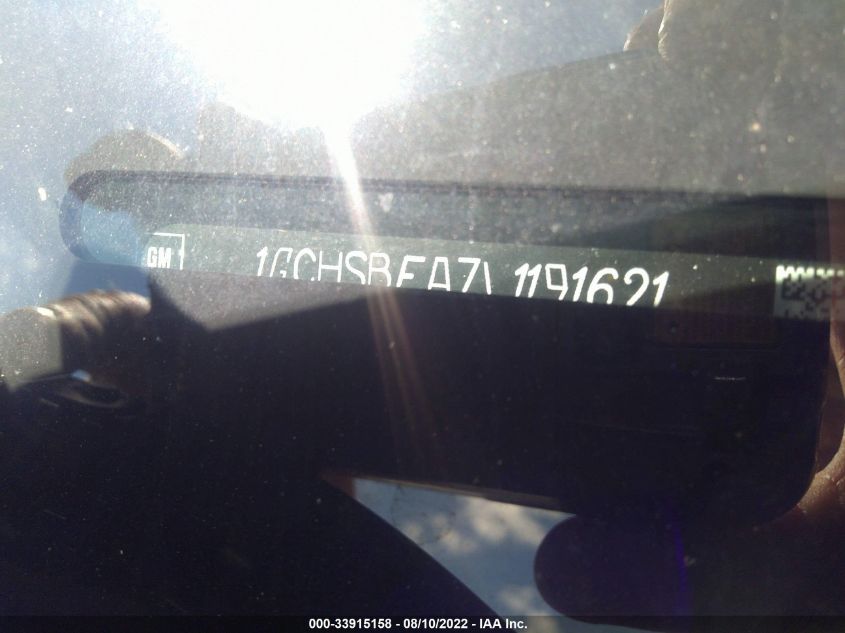 GM
1GCHSBEA7L1191621
000-33915158 - 08/10/2022 - IAA Inc.